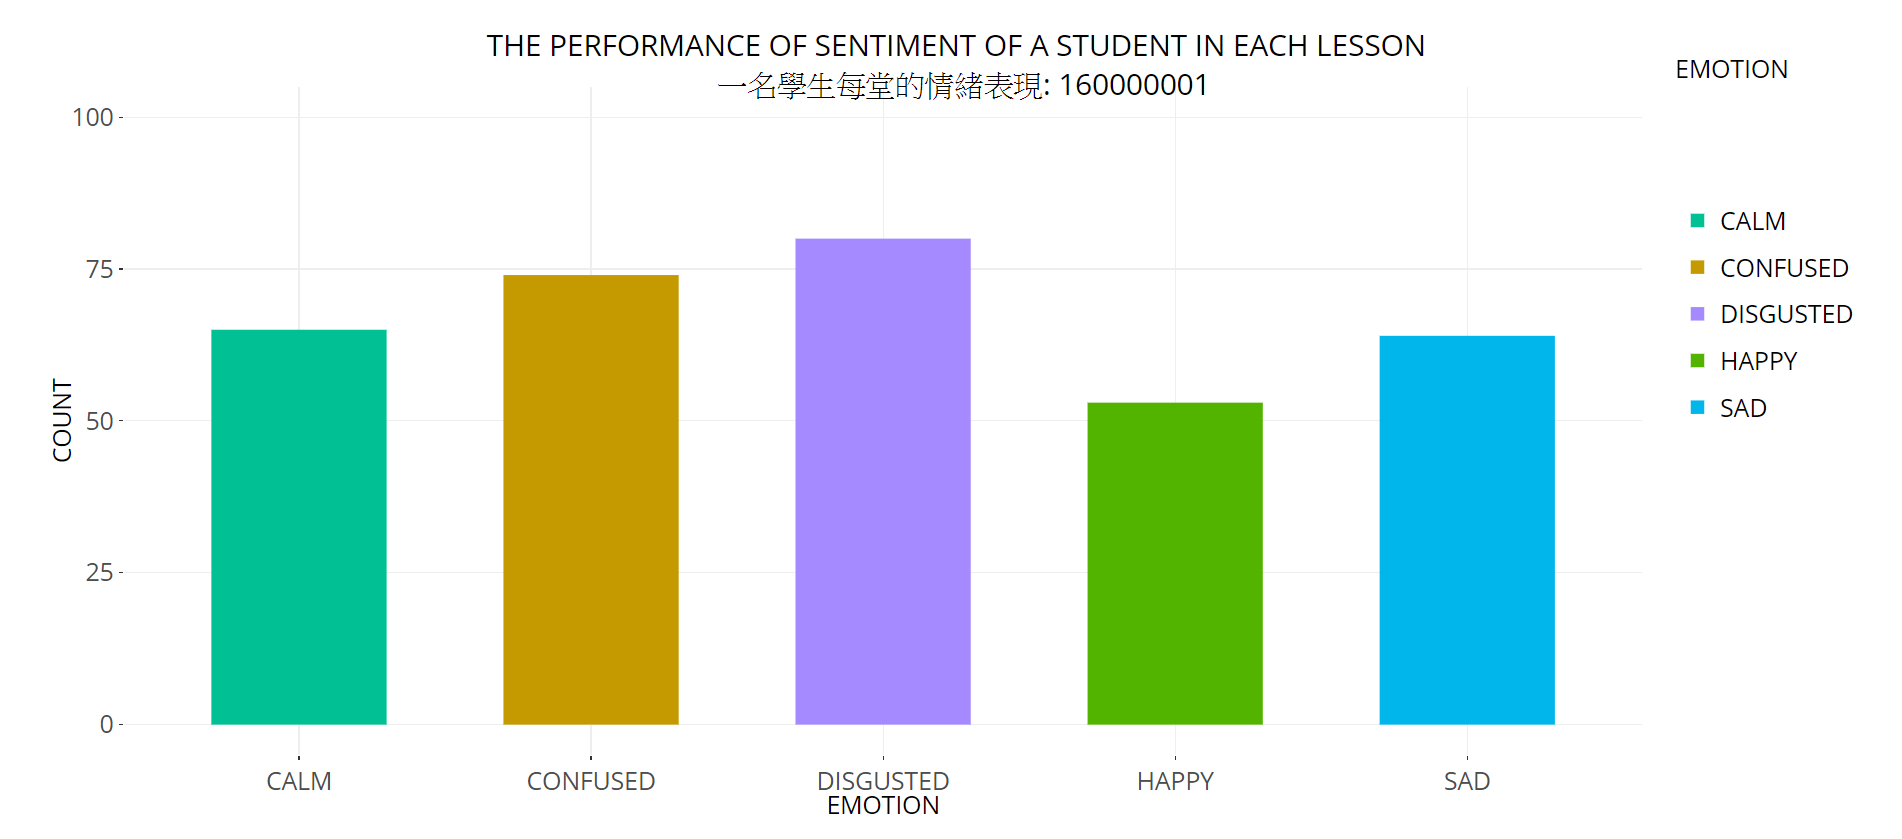 THE PERFORMANCE OF SENTIMENT OF A STUDENT IN EACH LESSON
一名學生每堂的情緒表現: 160000001
EMOTION
CALM
CONFUSED
DISGUSTED
HAPPY
SAD
COUNT
100
75
50
25
0
CALM CONFUSED DISGUSTED HAPPY SAD
EMOTION